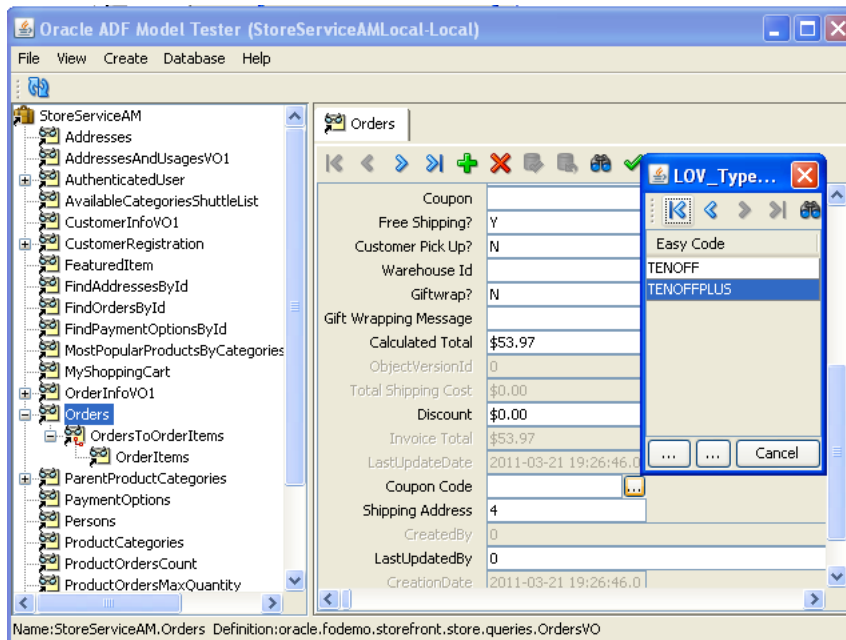 Oracle ADF Model Tester (StoreServiceAMLocal-Local)
File View Create Database Help
StoreServiceAM
Addresses
AddressesAndUsagesVO1
AuthenticatedUser
AvailableCategoriesShuttleList
CustomerInfoVO1
CustomerRegistration
FeaturedItem
FindAddressesById
FindOrdersById
FindPaymentOptionsById
MostPopularProductsByCategories
MyShoppingCart
OrderInfoVO1
Orders
OrdersToOrderItems
OrderItems
ParentProductCategories
PaymentOptions
Persons
ProductCategories
ProductOrdersCount
ProductOrdersMaxQuantity
Orders
Coupon
Free Shipping? Y
Customer Pick Up? N
Warehouse Id
Giftwrap? N
Gift Wrapping Message
Calculated Total $53.97
ObjectVersionId 0
Total Shipping Cost $0.00
Discount $0.00
Invoice Total $53.97
LastUpdateDate 2011-03-21 19:26:46.0
Coupon Code ...
Shipping Address 4
CreatedBy 0
LastUpdatedBy 0
CreationDate 2011-03-21 19:26:46.0
LOV_Type...
Easy Code
TENOFF
TENOFFPLUS
... ... Cancel
Name:StoreServiceAM.Orders Definition:oracle.fodemo.storefront.store.queries.OrdersVO